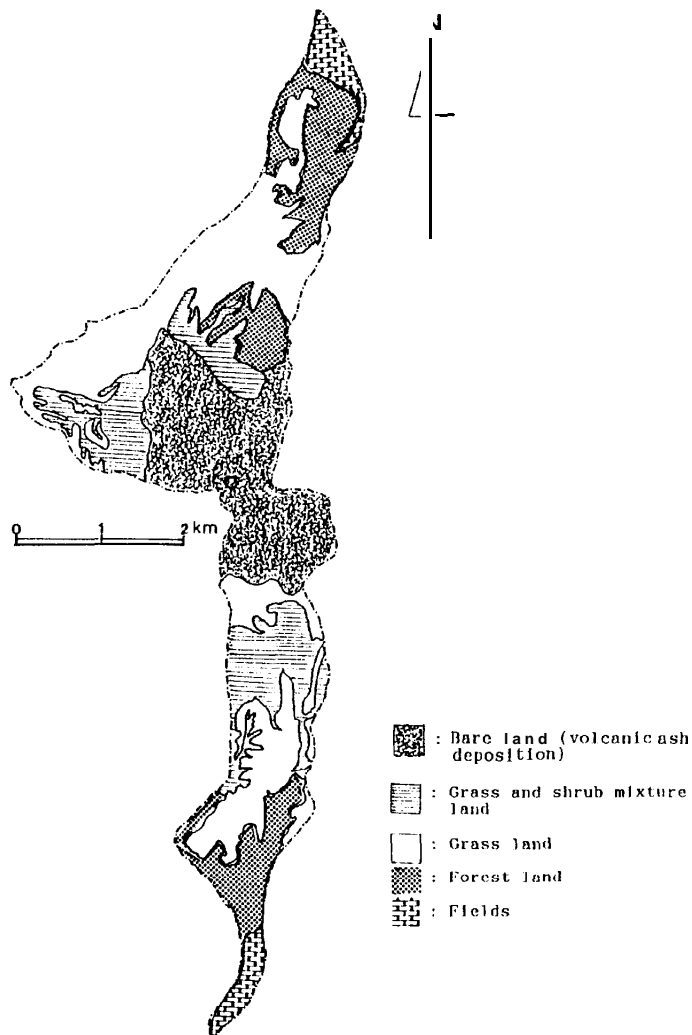 N
0 1 2 km
: Bare land (volcanic ash
deposition)
: Grass and shrub mixture
land
: Grass land
: Forest land
: Fields